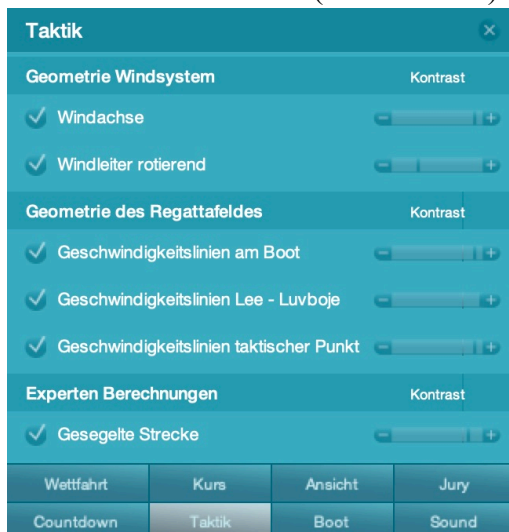 Taktik
Geometrie Windsystem Kontrast
Windachse
Windleiter rotierend
Geometrie des Regattafeldes Kontrast
Geschwindigkeitslinien am Boot
Geschwindigkeitslinien Lee - Luvboje
Geschwindigkeitslinien taktischer Punkt
Experten Berechnungen Kontrast
Gesegelte Strecke
Wettfahrt Kurs Ansicht Jury
Countdown Taktik Boot Sound